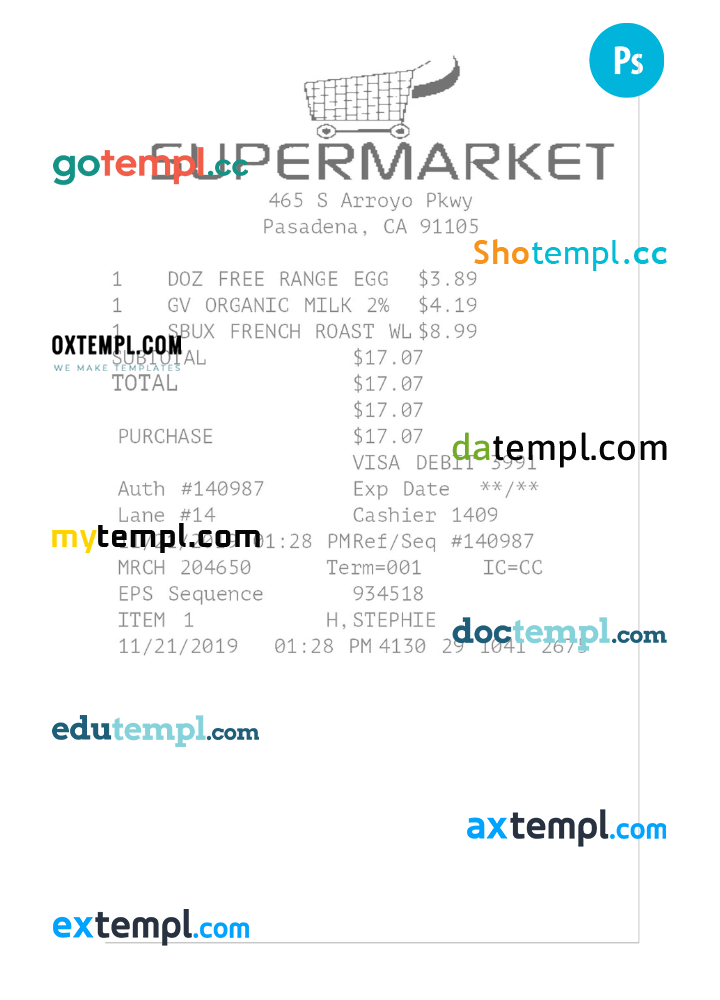 Ps
SUPERMARKET
gotempl.cc
465 S Arroyo Pkwy
Pasadena, CA 91105
Shotempl.cc
1 DOZ FREE RANGE EGG $3.89
1 GV ORGANIC MILK 2% $4.19
1 SBUX FRENCH ROAST WL $8.99
OXTEMPL.COM
SUBTOTAL $17.07
WE MAKE TEMPLATES
TOTAL $17.07
$17.07
PURCHASE $17.07
datempl.com
VISA DEBIT 3991
Auth #140987 Exp Date **/**
Lane #14 Cashier 1409
mytempl.com
11/21/2019 01:28 PM Ref/Seq #140987
MRCH 204650 Term=001 IC=CC
EPS Sequence 934518
ITEM 1 H,STEPHIE
doctempl.com
11/21/2019 01:28 PM 4130 29 1041 2675
edutempl.com
axtempl.com
extempl.com